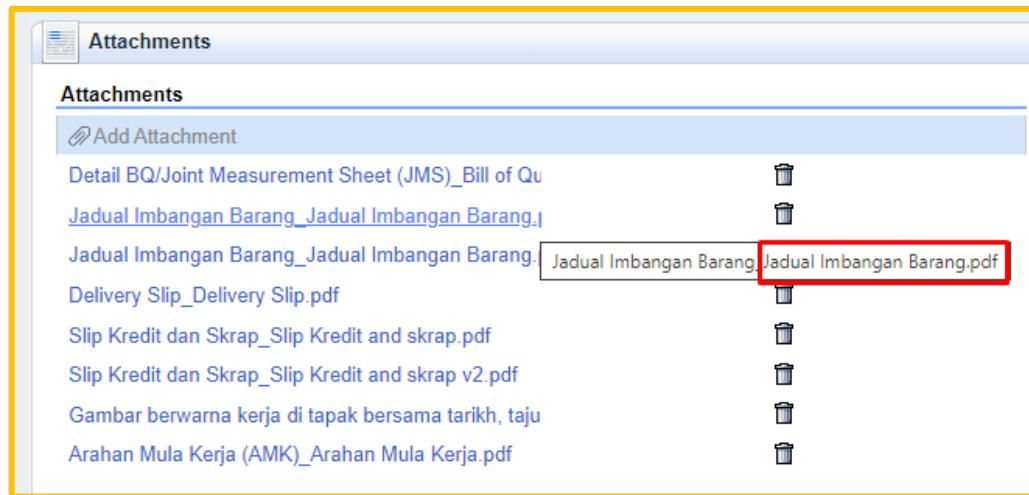 Attachments
Attachments
Add Attachment
Detail BQ/Joint Measurement Sheet (JMS)_Bill of Qu
Jadual Imbangan Barang_Jadual Imbangan Barang.
Jadual Imbangan Barang_Jadual Imbangan Barang.
Jadual Imbangan Barang_Jadual Imbangan Barang.pdf
Delivery Slip_Delivery Slip.pdf
Slip Kredit dan Skrap_Slip Kredit and skrap.pdf
Slip Kredit dan Skrap_Slip Kredit and skrap v2.pdf
Gambar berwarna kerja di tapak bersama tarikh, taju
Arahan Mula Kerja (AMK)_Arahan Mula Kerja.pdf